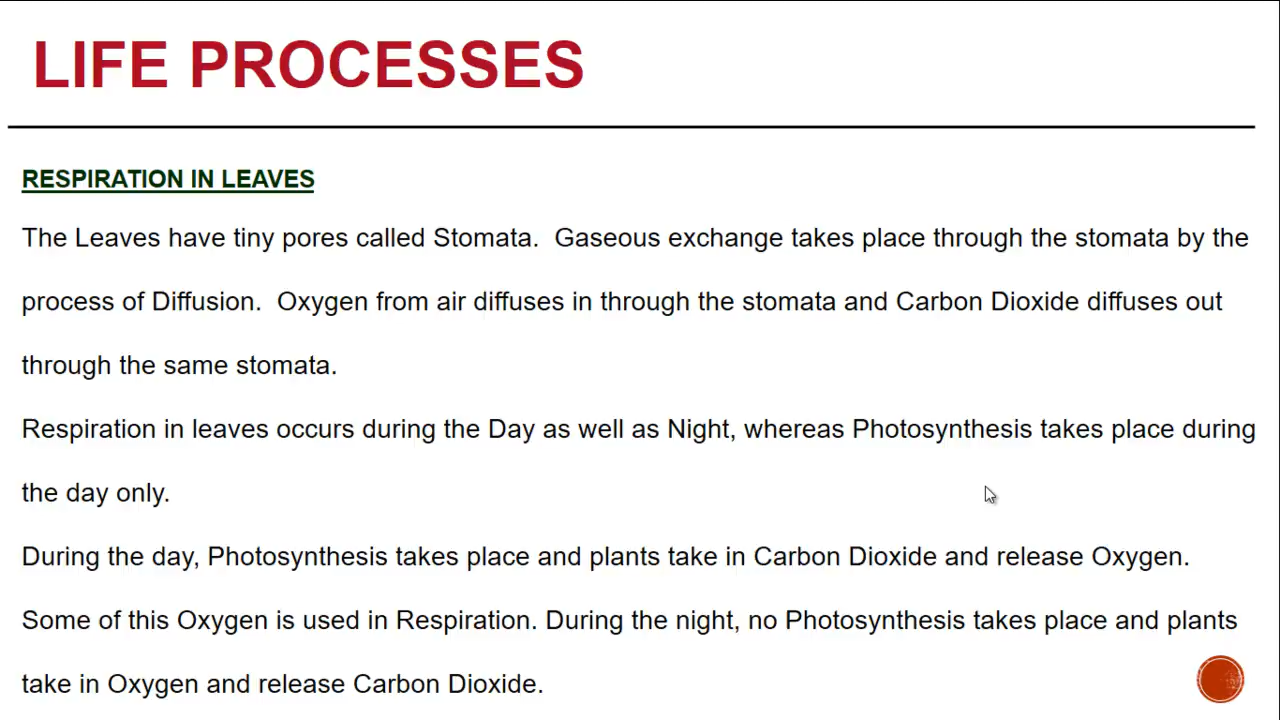 LIFE PROCESSES
RESPIRATION IN LEAVES
The Leaves have tiny pores called Stomata.  Gaseous exchange takes place through the stomata by the
process of Diffusion.  Oxygen from air diffuses in through the stomata and Carbon Dioxide diffuses out
through the same stomata.
Respiration in leaves occurs during the Day as well as Night, whereas Photosynthesis takes place during
the day only.
During the day, Photosynthesis takes place and plants take in Carbon Dioxide and release Oxygen.
Some of this Oxygen is used in Respiration. During the night, no Photosynthesis takes place and plants
take in Oxygen and release Carbon Dioxide.